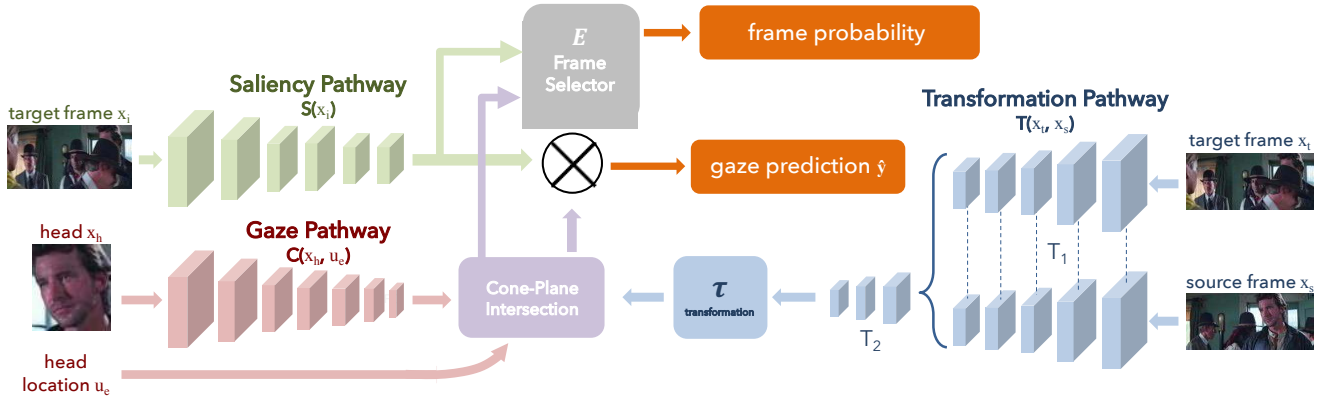 E
Frame
Selector
frame probability
Saliency Pathway
S(xᵢ)
target frame xᵢ
Transformation Pathway
T(xₜ, xₛ)
target frame xₜ
gaze prediction ŷ
head xₕ
Gaze Pathway
C(xₕ, uₑ)
T₁
Cone-Plane
Intersection
τ
transformation
source frame xₛ
T₂
head
location uₑ